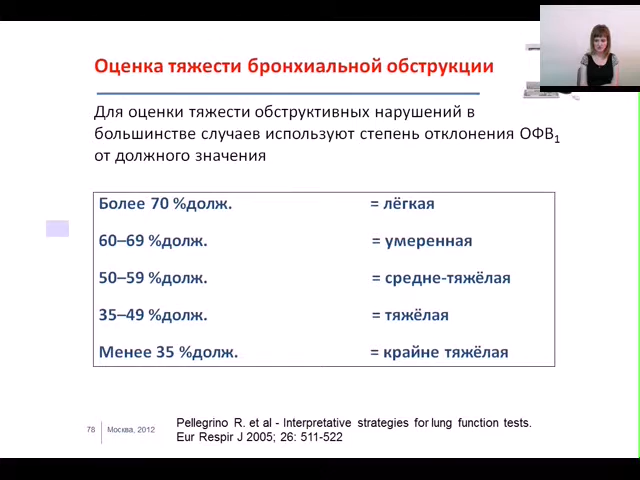 Оценка тяжести бронхиальной обструкции
Для оценки тяжести обструктивных нарушений в
большинстве случаев используют степень отклонения ОФВ1
от должного значения
Более 70 %долж. = лёгкая
60–69 %долж. = умеренная
50–59 %долж. = средне-тяжёлая
35–49 %долж. = тяжёлая
Менее 35 %долж. = крайне тяжёлая
78 Москва, 2012
Pellegrino R. et al - Interpretative strategies for lung function tests.
Eur Respir J 2005; 26: 511-522